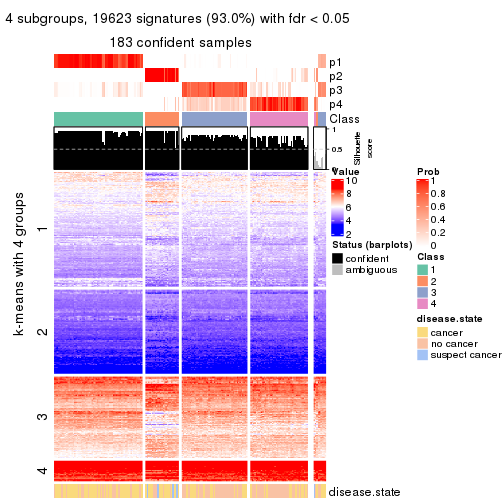 4 subgroups, 19623 signatures (93.0%) with fdr < 0.05
183 confident samples
p1
p2
p3
p4
Class
1
0.5
0
Silhouette
score
k-means with 4 groups
1
2
3
4
disease.state
Value
10
8
6
4
2
Status (barplots)
confident
ambiguous
Prob
1
0.8
0.6
0.4
0.2
0
Class
1
2
3
4
disease.state
cancer
no cancer
suspect cancer